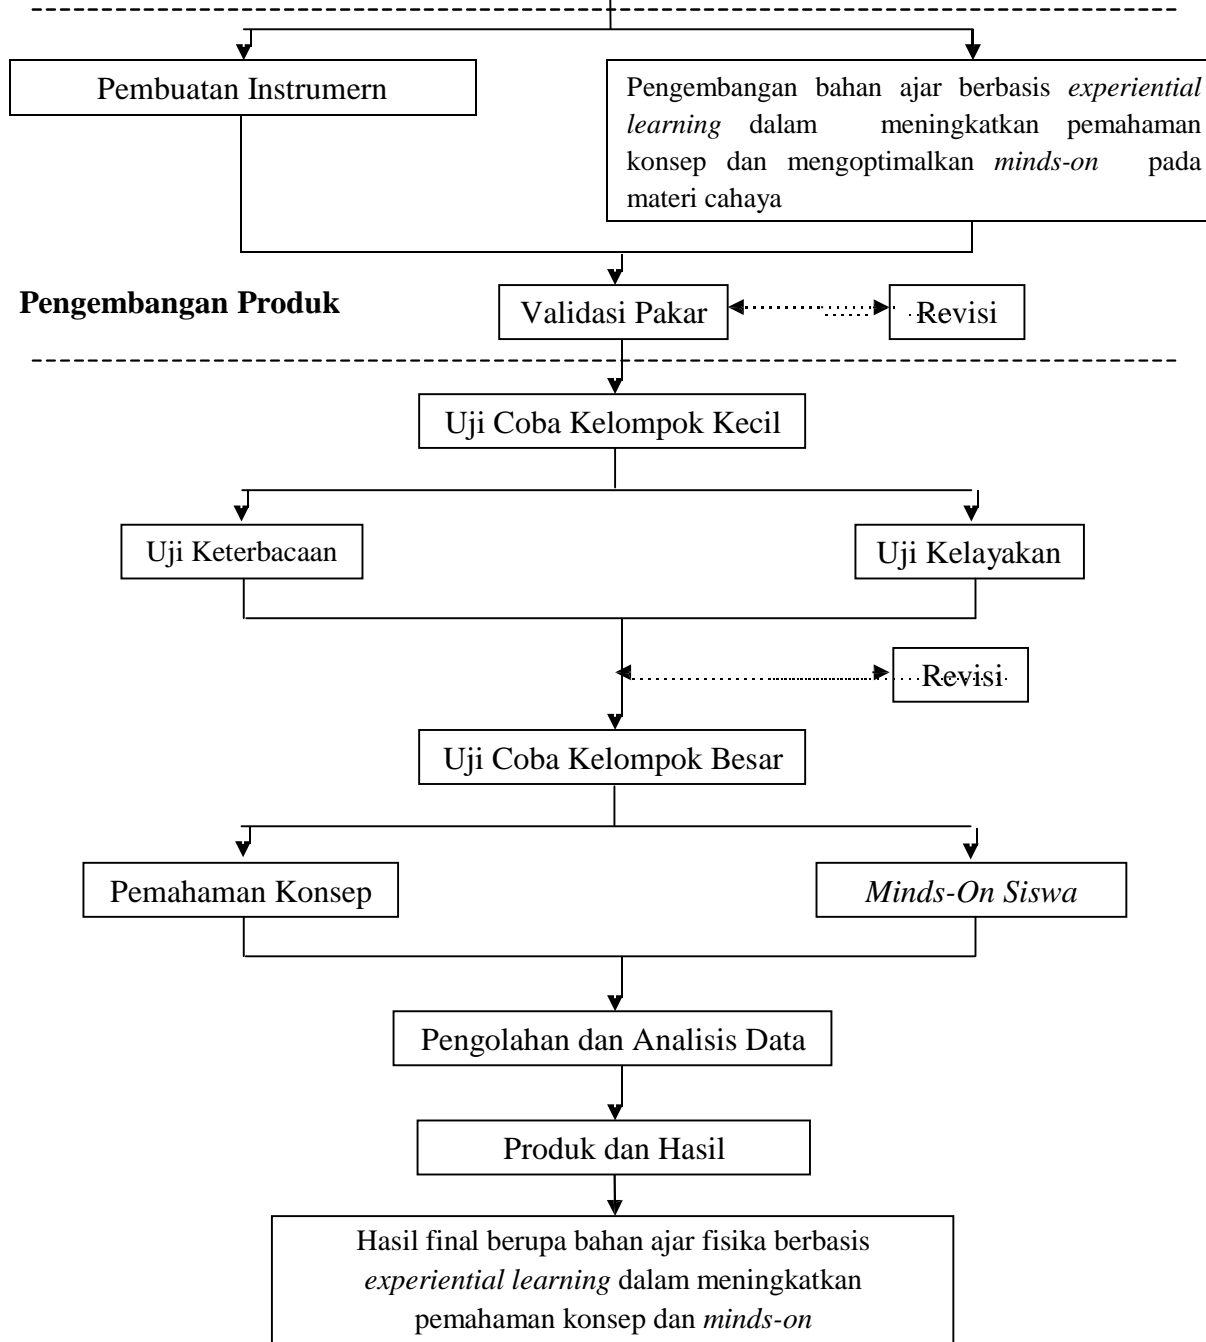 Pembuatan Instrumern
Pengembangan bahan ajar berbasis experiential
learning dalam meningkatkan pemahaman
konsep dan mengoptimalkan minds-on pada
materi cahaya
Pengembangan Produk
Validasi Pakar
Revisi
Uji Coba Kelompok Kecil
Uji Keterbacaan
Uji Kelayakan
Revisi
Uji Coba Kelompok Besar
Pemahaman Konsep
Minds-On Siswa
Pengolahan dan Analisis Data
Produk dan Hasil
Hasil final berupa bahan ajar fisika berbasis
experiential learning dalam meningkatkan
pemahaman konsep dan minds-on